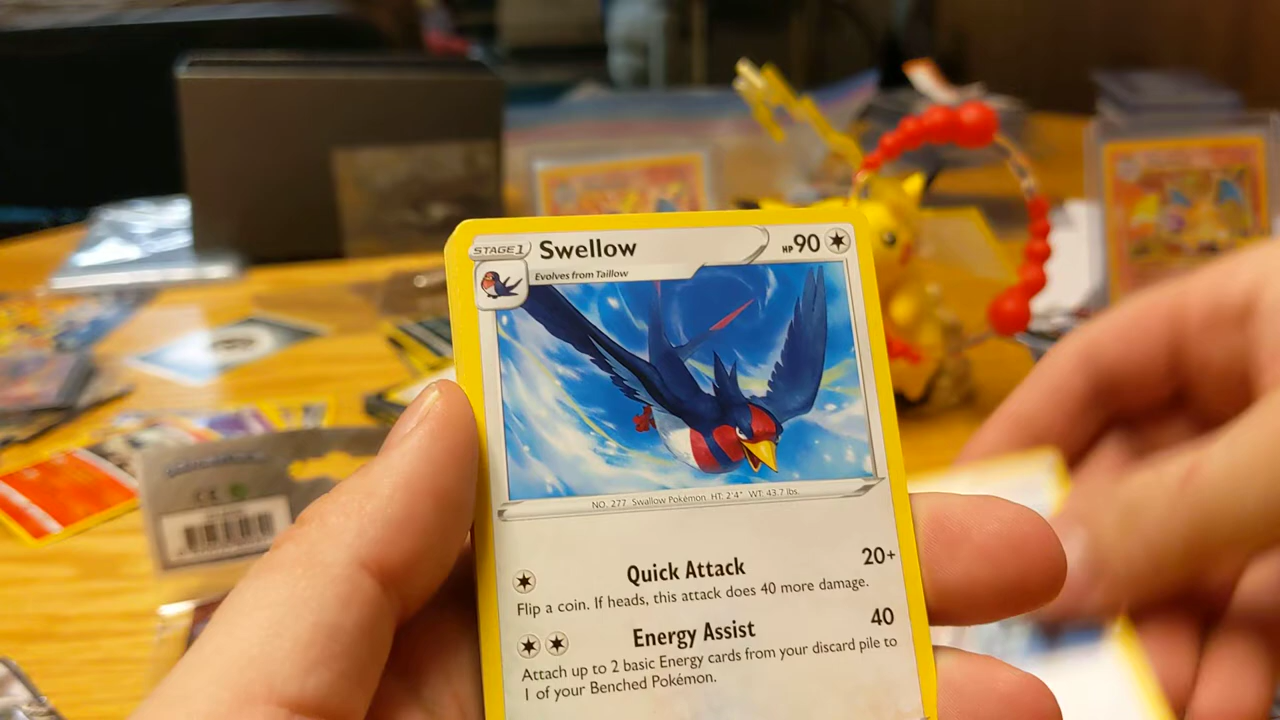 STAGE 1 Swellow HP 90
Evolves from Taillow
NO. 277 Swallow Pokémon HT: 2'4" WT: 43.7 lbs.
Quick Attack 20+
Flip a coin. If heads, this attack does 40 more damage.
Energy Assist 40
Attach up to 2 basic Energy cards from your discard pile to
1 of your Benched Pokémon.
CE